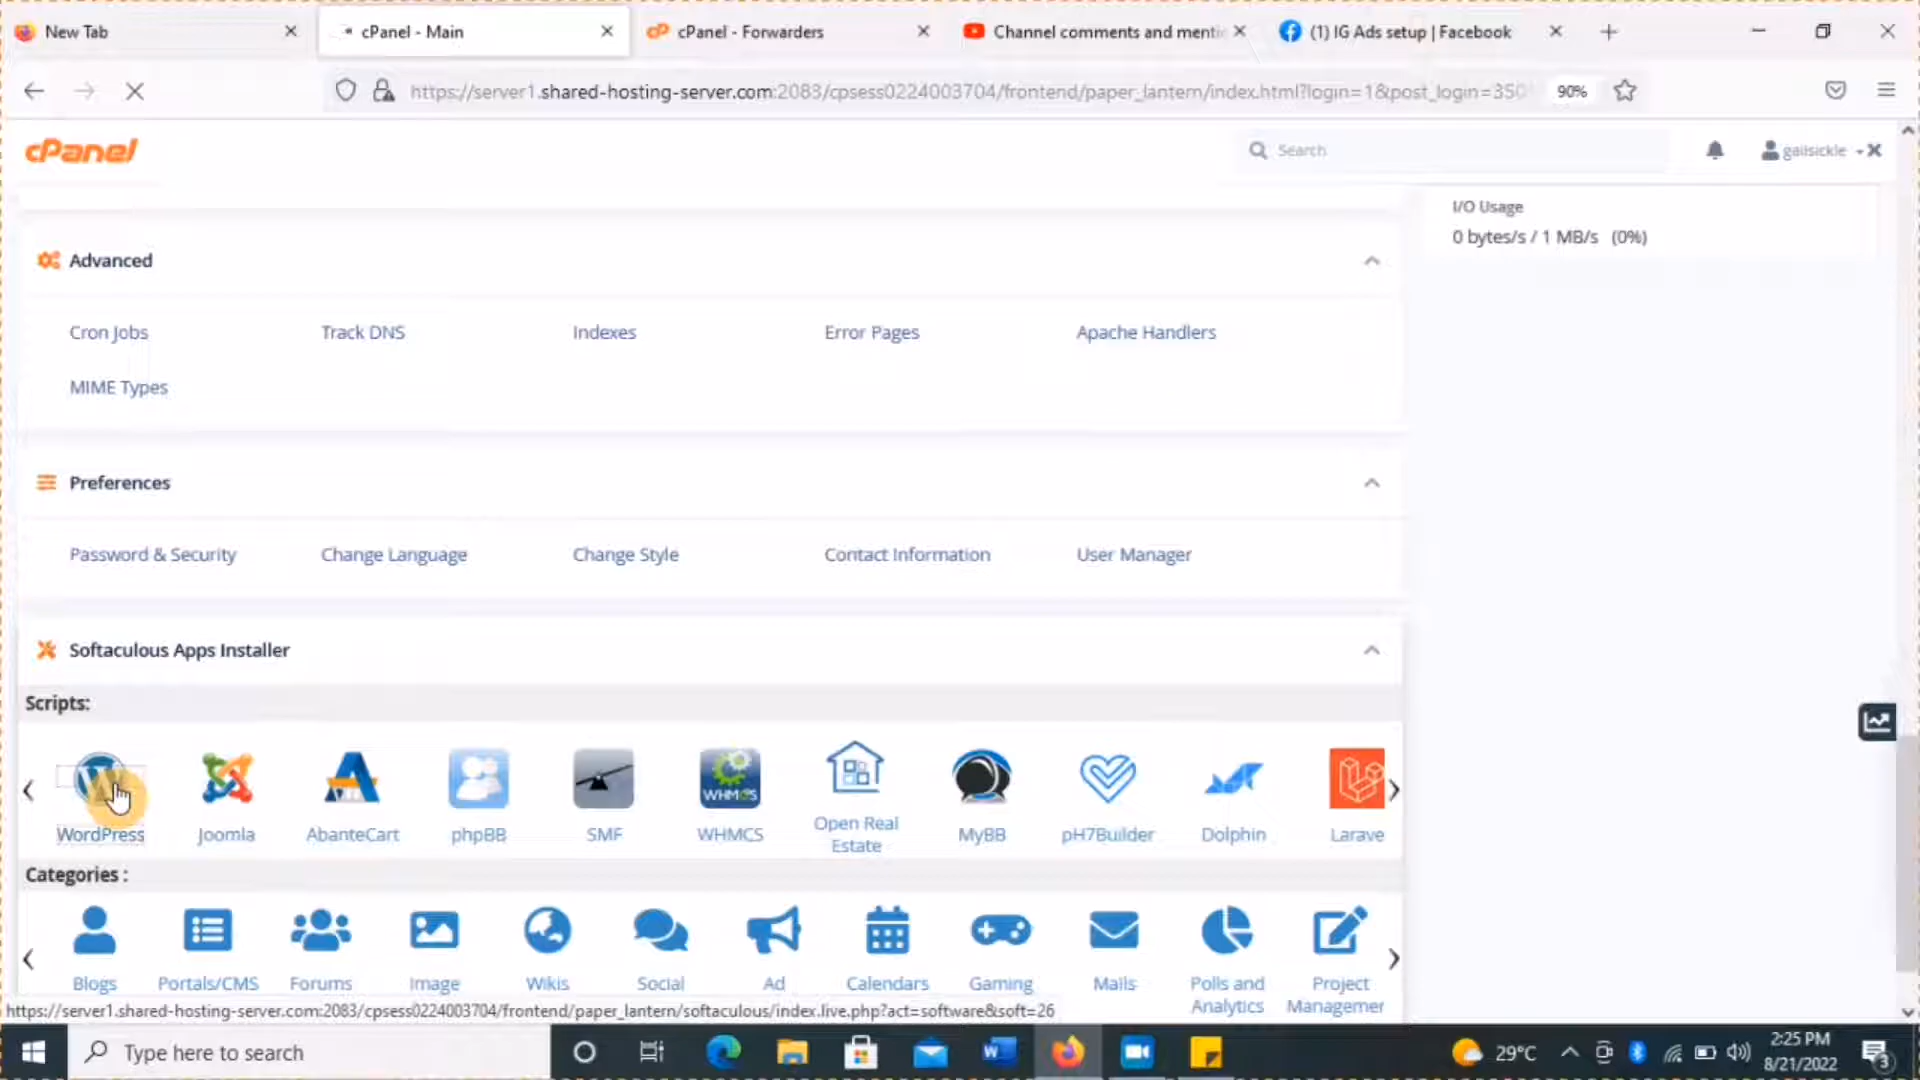 New Tab
cPanel - Main
cPanel - Forwarders
Channel comments and menti
(1) IG Ads setup | Facebook
https://server1.shared-hosting-server.com:2083/cpsess0224003704/frontend/paper_lantern/index.html?login=1&post_login=350
90%
cPanel
Search
gailsickle
I/O Usage
0 bytes/s / 1 MB/s (0%)
Advanced
Cron Jobs
Track DNS
Indexes
Error Pages
Apache Handlers
MIME Types
Preferences
Password & Security
Change Language
Change Style
Contact Information
User Manager
Softaculous Apps Installer
Scripts:
WHMCS
WordPress
Joomla
AbanteCart
phpBB
SMF
WHMCS
Open Real
Estate
MyBB
pH7Builder
Dolphin
Larave
Categories :
Blogs
Portals/CMS
Forums
Image
Wikis
Social
Ad
Calendars
Gaming
Mails
Polls and
Analytics
Project
Managemer
https://server1.shared-hosting-server.com:2083/cpsess0224003704/frontend/paper_lantern/softaculous/index.live.php?act=software&soft=26
Type here to search
29°C
2:25 PM
8/21/2022
3